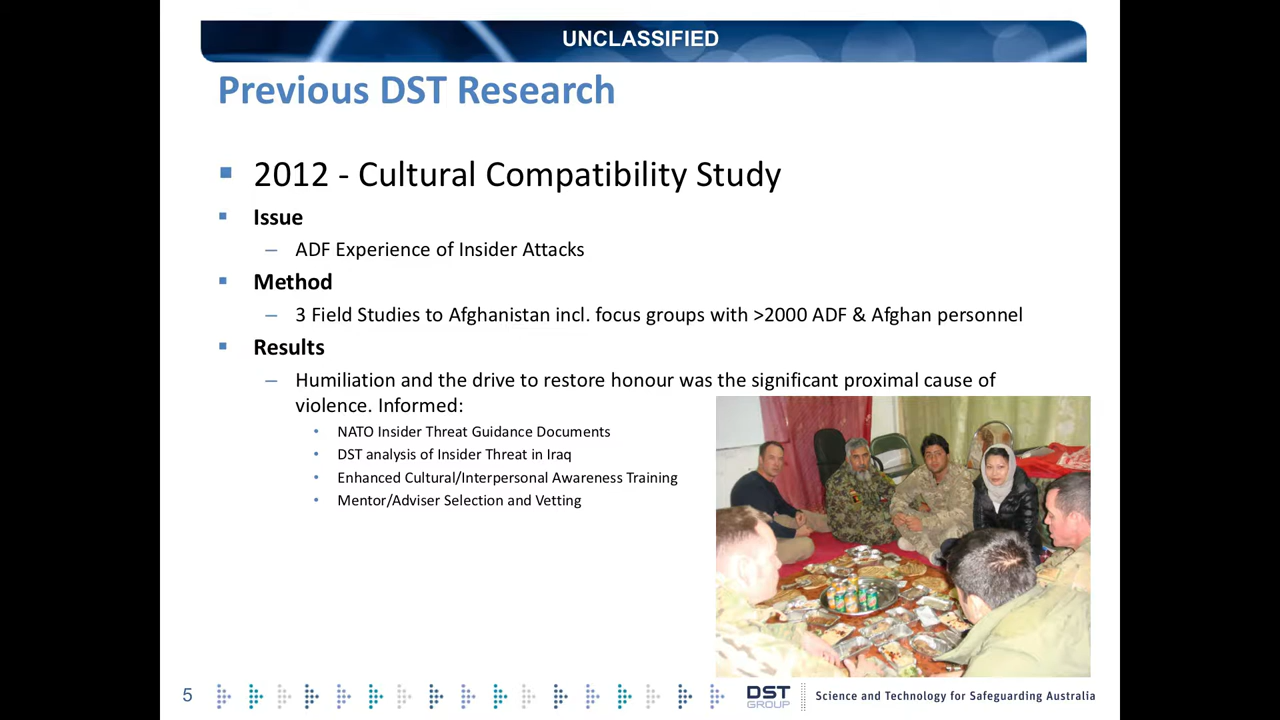 UNCLASSIFIED
Previous DST Research
2012 - Cultural Compatibility Study
Issue
– ADF Experience of Insider Attacks
Method
– 3 Field Studies to Afghanistan incl. focus groups with >2000 ADF & Afghan personnel
Results
– Humiliation and the drive to restore honour was the significant proximal cause of
violence. Informed:
• NATO Insider Threat Guidance Documents
• DST analysis of Insider Threat in Iraq
• Enhanced Cultural/Interpersonal Awareness Training
• Mentor/Adviser Selection and Vetting
5
DST
GROUP
Science and Technology for Safeguarding Australia